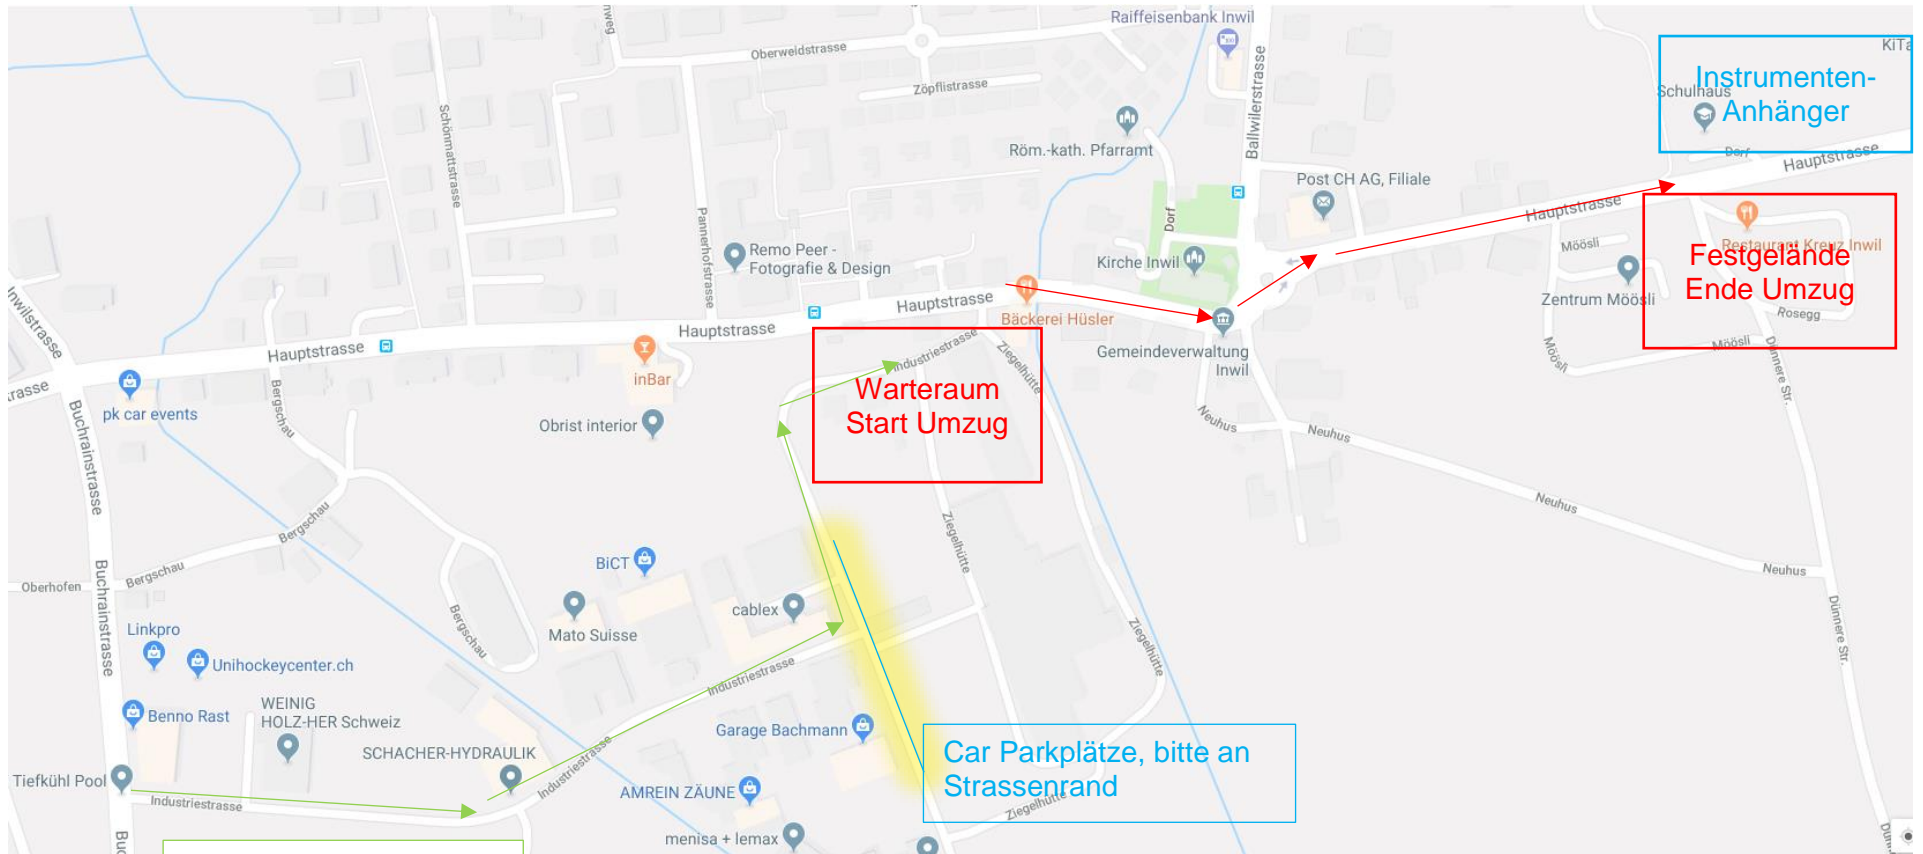 Raiffeisenbank Inwil
Oberweidstrasse
Zöpflistrasse
Schönmattstrasse
Pannerhofstrasse
Ballwilerstrasse
KiTa
Instrumenten-
Anhänger
Schulhaus
Dorf
Hauptstrasse
Röm.-kath. Pfarramt
Post CH AG, Filiale
Dorf
Hauptstrasse
Remo Peer -
Fotografie & Design
Kirche Inwil
Möösli
Restaurant Kreuz Inwil
Festgelände
Ende Umzug
Zentrum Möösli
Rosegg
Möösli
Möösli
Dünnere Str.
Inwilstrasse
Hauptstrasse
Hauptstrasse
Hauptstrasse
Bäckerei Hüsler
Gemeindeverwaltung
Inwil
inBar
Industriestrasse
Ziegelhütte
Warteraum
Start Umzug
pk car events
Bergschau
Obrist interior
Neuhus
Neuhus
Neuhus
Neuhus
Buchrainstrasse
Bergschau
Ziegelhütte
Buchrainstrasse
Oberhofen
Bergschau
Bergschau
BiCT
cablex
Mato Suisse
Ziegelhütte
Dünnere Str.
Linkpro
Unihockeycenter.ch
Industriestrasse
Benno Rast
WEINIG
HOLZ-HER Schweiz
Garage Bachmann
SCHACHER-HYDRAULIK
Car Parkplätze, bitte an
Strassenrand
Tiefkühl Pool
Industriestrasse
Industriestrasse
AMREIN ZÄUNE
Ziegelhütte
menisa + lemax